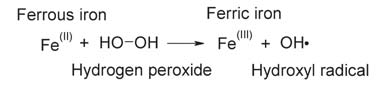 Ferrous iron Ferric iron
Fe(II) + HO–OH ⟶ Fe(III) + OH•
Hydrogen peroxide Hydroxyl radical